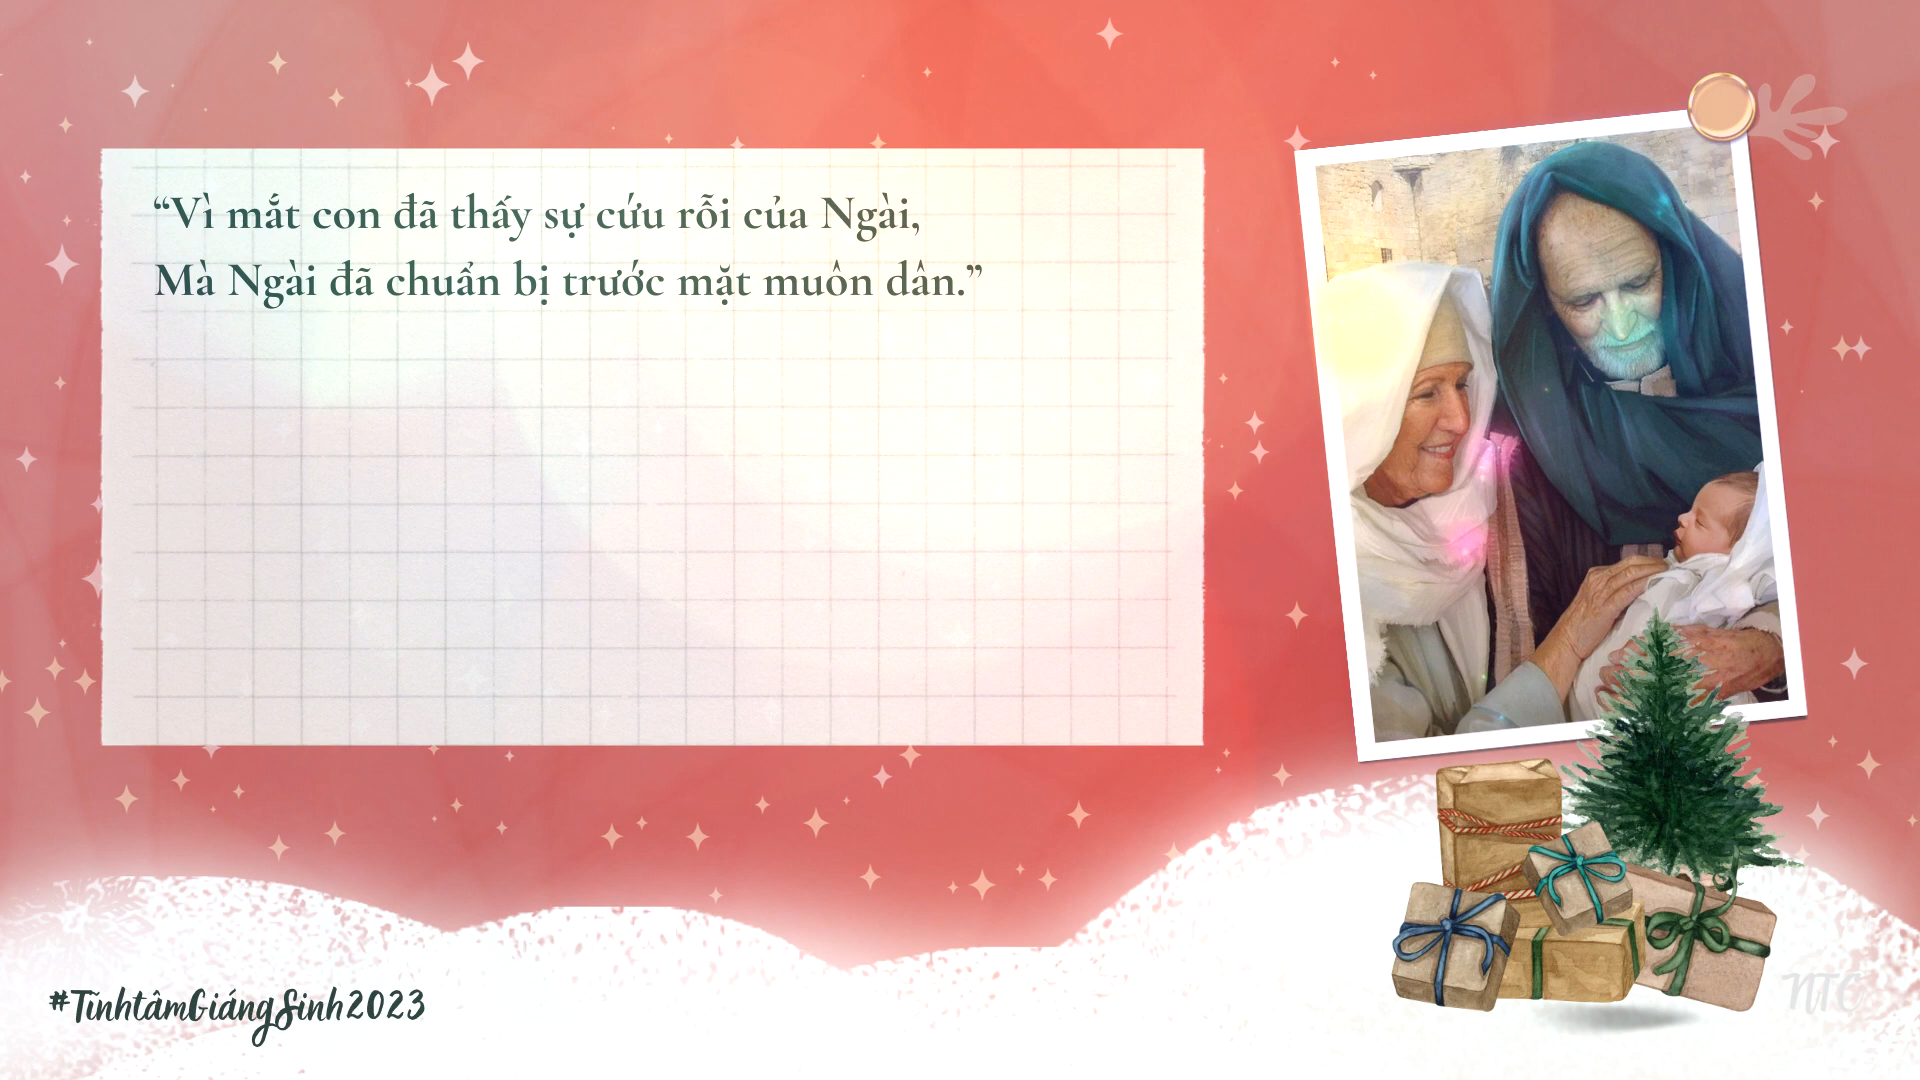 “Vì mắt con đã thấy sự cứu rỗi của Ngài,
Mà Ngài đã chuẩn bị trước mặt muôn dân.”
#TĩnhtâmGiángSinh2023